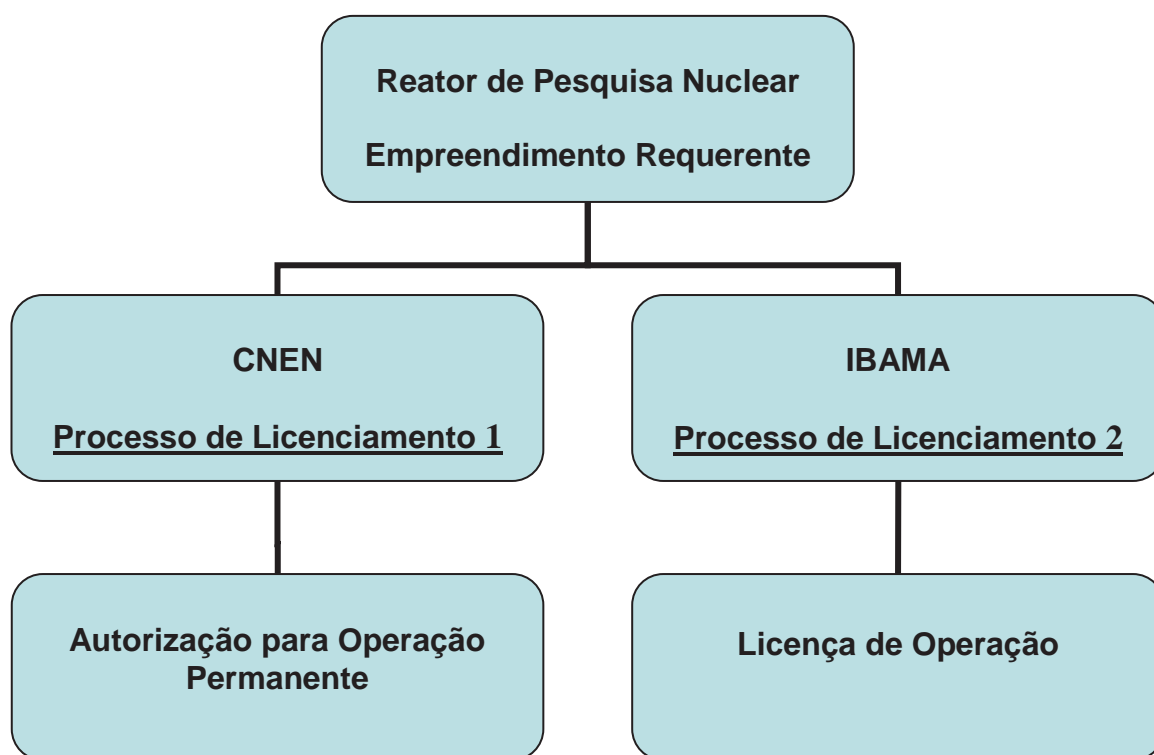 Reator de Pesquisa Nuclear
Empreendimento Requerente
CNEN
Processo de Licenciamento 1
IBAMA
Processo de Licenciamento 2
Autorização para Operação
Permanente
Licença de Operação